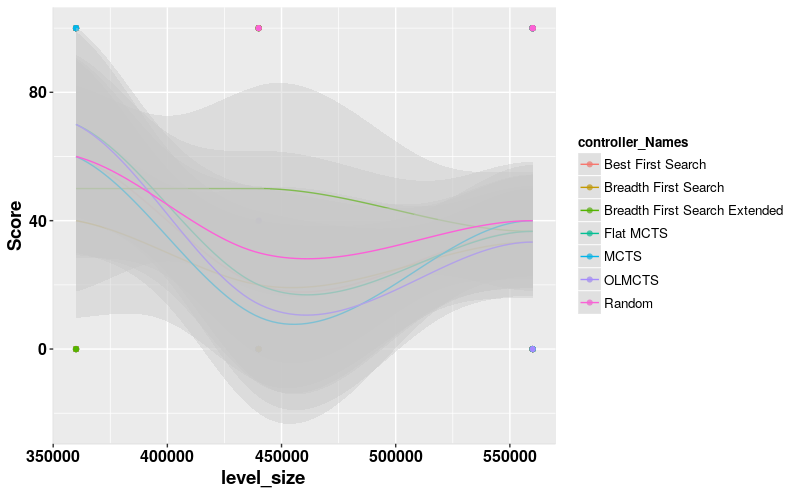 80
40
0
Score
350000 400000 450000 500000 550000
level_size
controller_Names
Best First Search
Breadth First Search
Breadth First Search Extended
Flat MCTS
MCTS
OLMCTS
Random